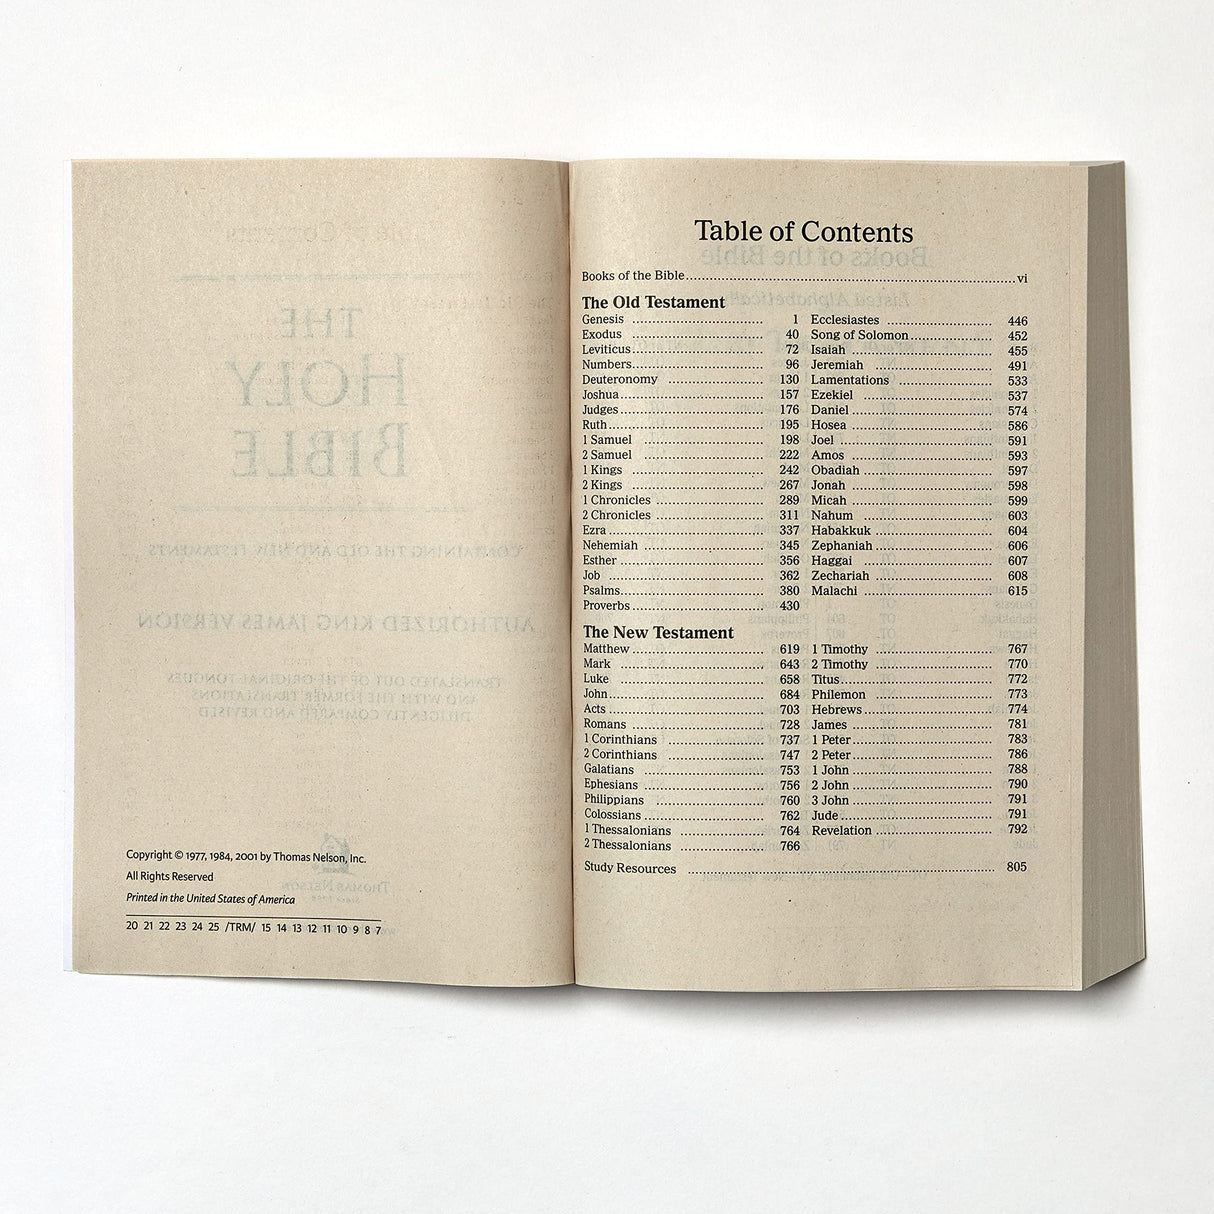 Copyright © 1977, 1984, 2001 by Thomas Nelson, Inc.
All Rights Reserved
Printed in the United States of America
20 21 22 23 24 25 /TRM/ 15 14 13 12 11 10 9 8 7
Table of Contents
Books of the Bible vi
The Old Testament
Genesis 1
Exodus 40
Leviticus 72
Numbers 96
Deuteronomy 130
Joshua 157
Judges 176
Ruth 195
1 Samuel 198
2 Samuel 222
1 Kings 242
2 Kings 267
1 Chronicles 289
2 Chronicles 311
Ezra 337
Nehemiah 345
Esther 356
Job 362
Psalms 380
Proverbs 430
Ecclesiastes 446
Song of Solomon 452
Isaiah 455
Jeremiah 491
Lamentations 533
Ezekiel 537
Daniel 574
Hosea 586
Joel 591
Amos 593
Obadiah 597
Jonah 598
Micah 599
Nahum 603
Habakkuk 604
Zephaniah 606
Haggai 607
Zechariah 608
Malachi 615
The New Testament
Matthew 619
Mark 643
Luke 658
John 684
Acts 703
Romans 728
1 Corinthians 737
2 Corinthians 747
Galatians 753
Ephesians 756
Philippians 760
Colossians 762
1 Thessalonians 764
2 Thessalonians 766
1 Timothy 767
2 Timothy 770
Titus 772
Philemon 773
Hebrews 774
James 781
1 Peter 783
2 Peter 786
1 John 788
2 John 790
3 John 791
Jude 791
Revelation 792
Study Resources 805